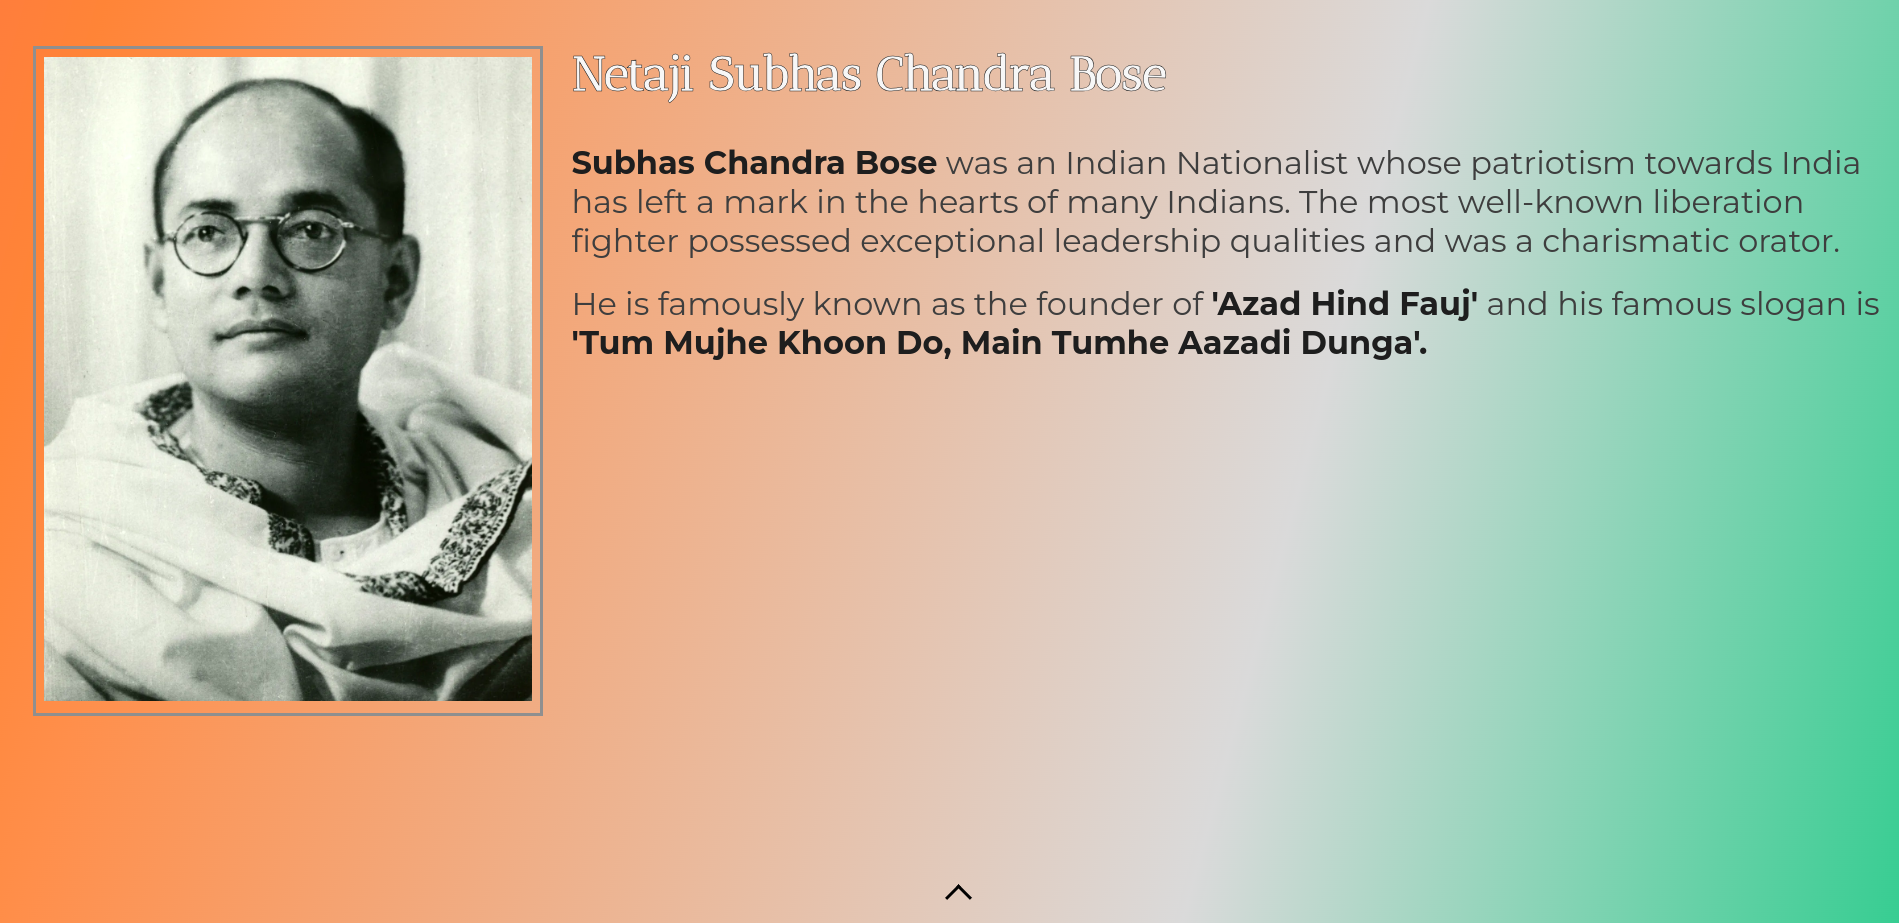 Netaji Subhas Chandra Bose
Subhas Chandra Bose was an Indian Nationalist whose patriotism towards India
has left a mark in the hearts of many Indians. The most well-known liberation
fighter possessed exceptional leadership qualities and was a charismatic orator.
He is famously known as the founder of 'Azad Hind Fauj' and his famous slogan is
'Tum Mujhe Khoon Do, Main Tumhe Aazadi Dunga'.